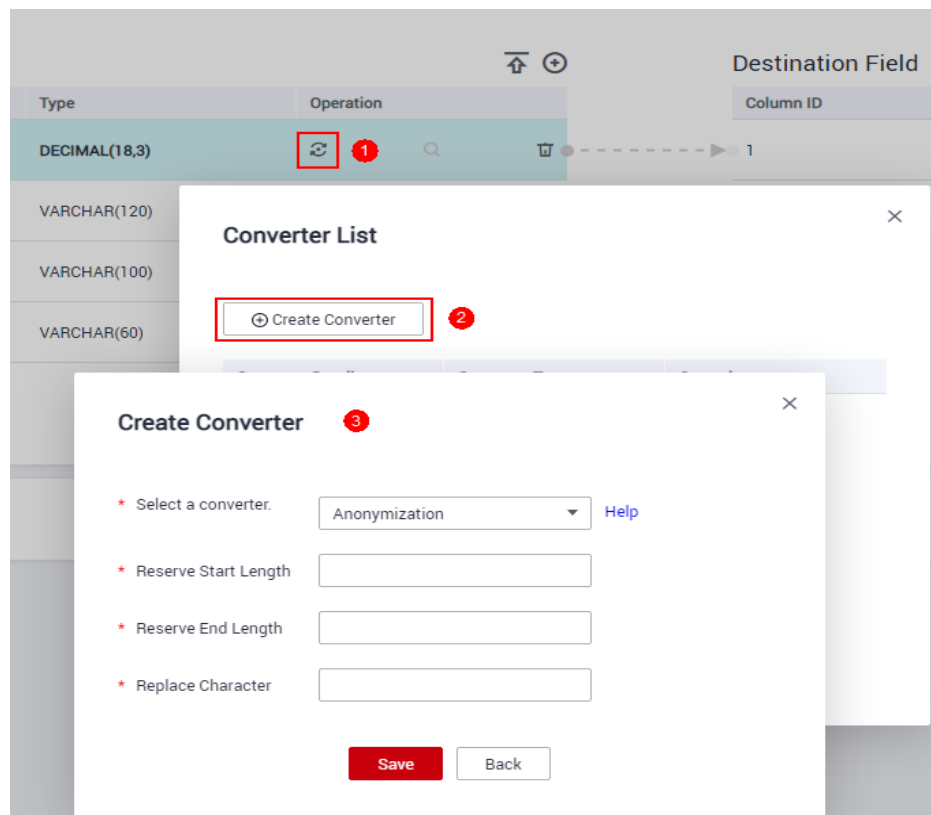 Destination Field
Type Operation Column ID
DECIMAL(18,3) 1 1
VARCHAR(120)
Converter List
VARCHAR(100)
Create Converter 2
VARCHAR(60)
Create Converter 3
* Select a converter. Anonymization Help
* Reserve Start Length
* Reserve End Length
* Replace Character
Save Back